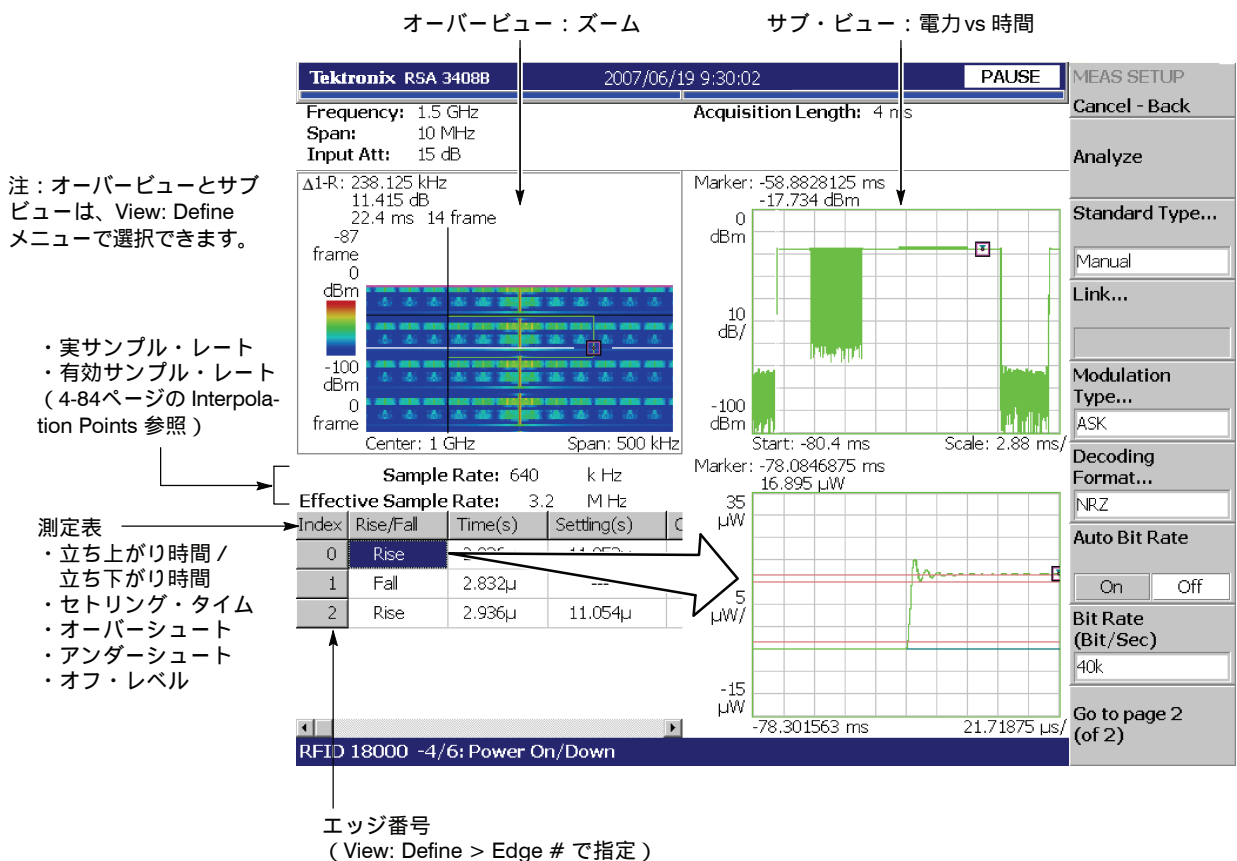 オーバービュー：ズーム
サブ・ビュー：電力 vs 時間
Tektronix RSA 3408B
2007/06/19 9:30:02
PAUSE
Frequency: 1.5 GHz
Span: 10 MHz
Input Att: 15 dB
Acquisition Length: 4 ms
注：オーバービューとサブ
ビューは、View: Define
メニューで選択できます。
Δ1-R: 238.125 kHz
11.415 dB
22.4 ms 14 frame
-87
frame
0
dBm
-100
dBm
0
frame
Center: 1 GHz
Span: 500 kHz
Marker: -58.8828125 ms
-17.734 dBm
0
dBm
10
dB/
-100
dBm
Start: -80.4 ms
Scale: 2.88 ms/
・実サンプル・レート
・有効サンプル・レート
（4-84ページの Interpola-
tion Points 参照）
Sample Rate: 640 k Hz
Effective Sample Rate: 3.2 M Hz
測定表
・立ち上がり時間 /
立ち下がり時間
・セトリング・タイム
・オーバーシュート
・アンダーシュート
・オフ・レベル
Index Rise/Fall Time(s) Settling(s)
0 Rise
1 Fall 2.832µ ---
2 Rise 2.936µ 11.054µ
Marker: -78.0846875 ms
16.895 µW
35
µW
5
µW/
-15
µW
-78.301563 ms
21.71875 µs/
RFID 18000 -4/6: Power On/Down
エッジ番号
（View: Define > Edge # で指定）
MEAS SETUP
Cancel - Back
Analyze
Standard Type...
Manual
Link...
Modulation
Type...
ASK
Decoding
Format...
NRZ
Auto Bit Rate
On Off
Bit Rate
(Bit/Sec)
40k
Go to page 2
(of 2)